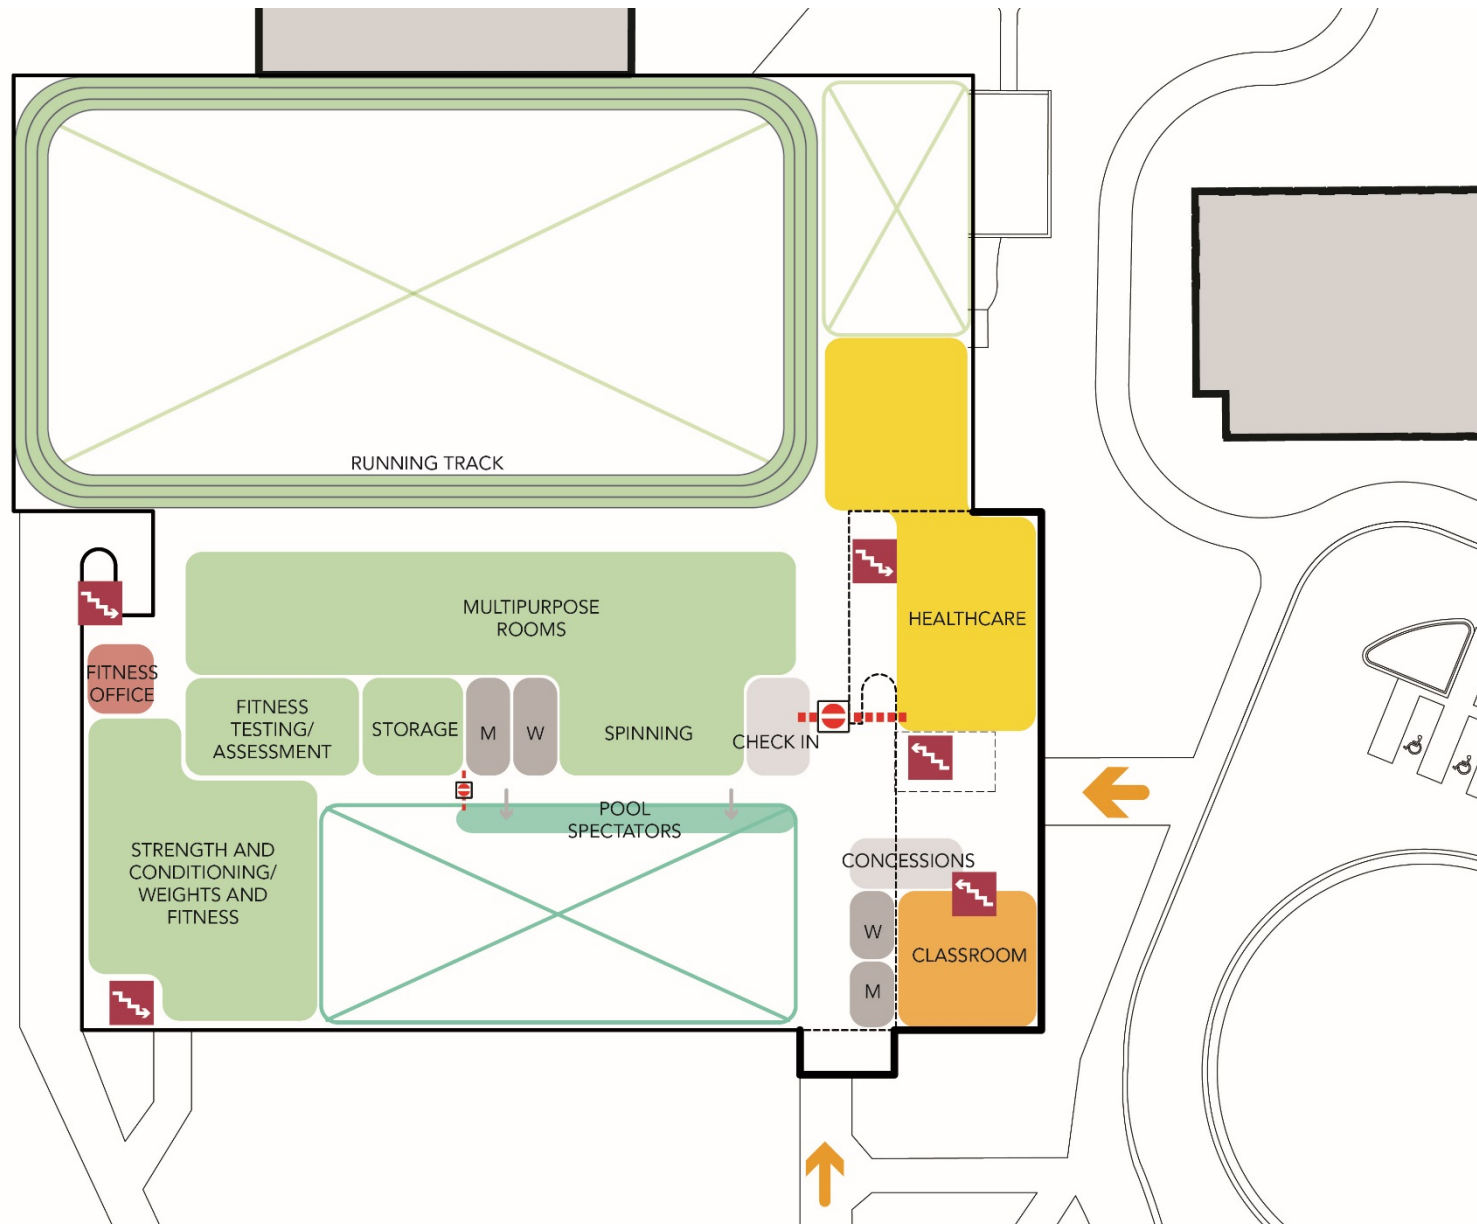 RUNNING TRACK
MULTIPURPOSE
ROOMS
HEALTHCARE
FITNESS
OFFICE
FITNESS
TESTING/
ASSESSMENT
STORAGE
M
W
SPINNING
CHECK IN
POOL
SPECTATORS
STRENGTH AND
CONDITIONING/
WEIGHTS AND
FITNESS
CONCESSIONS
W
M
CLASSROOM